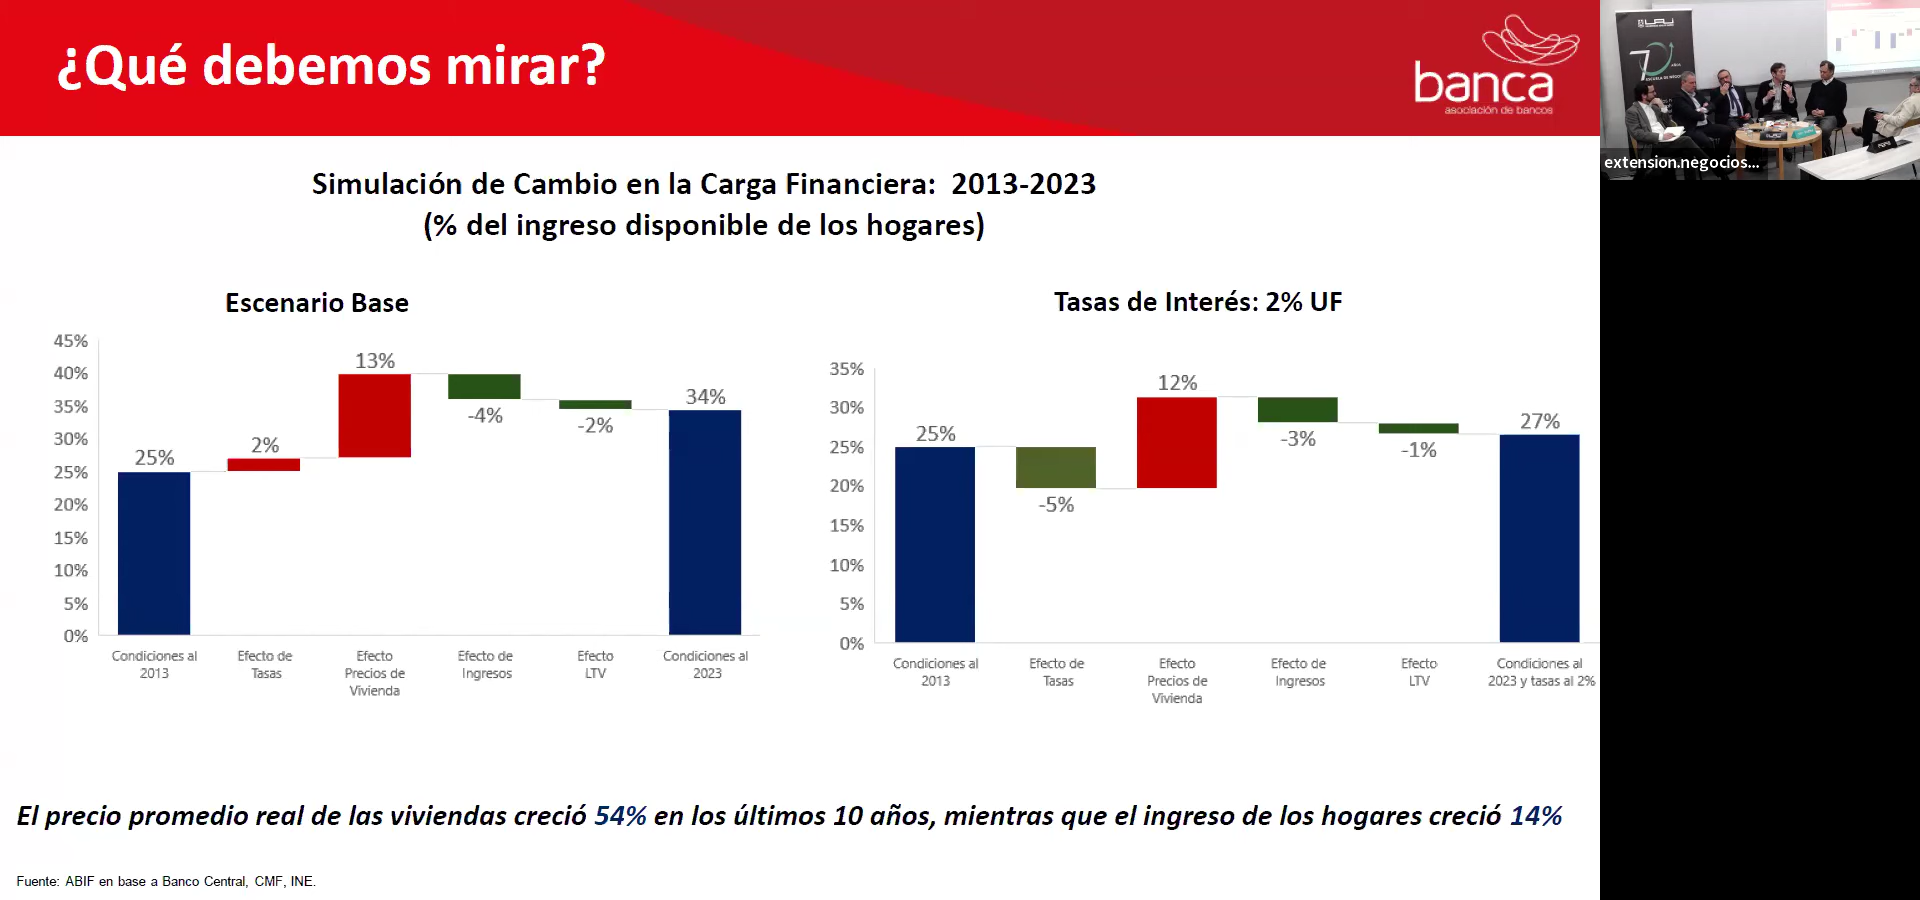 ¿Qué debemos mirar?
banca
asociación de bancos
7
AÑOS
extension.negocios...
Simulación de Cambio en la Carga Financiera:  2013-2023
(% del ingreso disponible de los hogares)
Escenario Base
45%
40%
35%
30%
25%
20%
15%
10%
5%
0%
25%
2%
13%
-4%
-2%
34%
Condiciones al
2013
Efecto de
Tasas
Efecto
Precios de
Vivienda
Efecto de
Ingresos
Efecto
LTV
Condiciones al
2023
Tasas de Interés: 2% UF
35%
30%
25%
20%
15%
10%
5%
0%
25%
-5%
12%
-3%
-1%
27%
Condiciones al
2013
Efecto de
Tasas
Efecto
Precios de
Vivienda
Efecto de
Ingresos
Efecto
LTV
Condiciones al
2023 y tasas al 2%
El precio promedio real de las viviendas creció 54% en los últimos 10 años, mientras que el ingreso de los hogares creció 14%
Fuente: ABIF en base a Banco Central, CMF, INE.